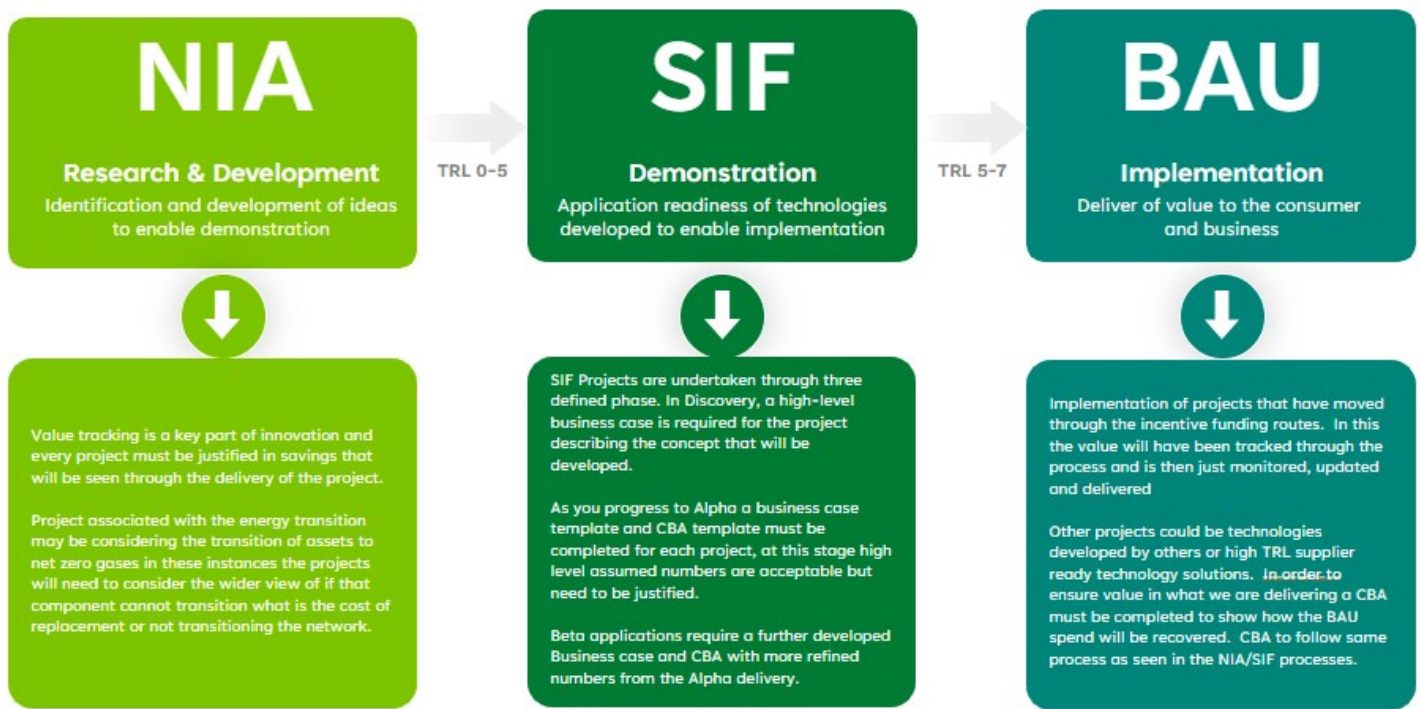 NIA
Research & Development
Identification and development of ideas
to enable demonstration
TRL 0-5
SIF
Demonstration
Application readiness of technologies
developed to enable implementation
TRL 5-7
BAU
Implementation
Deliver of value to the consumer
and business
Value tracking is a key part of innovation and
every project must be justified in savings that
will be seen through the delivery of the project.
Project associated with the energy transition
may be considering the transition of assets to
net zero gases in these instances the projects
will need to consider the wider view of if that
component cannot transition what is the cost of
replacement or not transitioning the network.
SIF Projects are undertaken through three
defined phase. In Discovery, a high-level
business case is required for the project
describing the concept that will be
developed.
As you progress to Alpha a business case
template and CBA template must be
completed for each project, at this stage high
level assumed numbers are acceptable but
need to be justified.
Beta applications require a further developed
Business case and CBA with more refined
numbers from the Alpha delivery.
Implementation of projects that have moved
through the incentive funding routes. In this
the value will have been tracked through the
process and is then just monitored, updated
and delivered
Other projects could be technologies
developed by others or high TRL supplier
ready technology solutions. In order to
ensure value in what we are delivering a CBA
must be completed to show how the BAU
spend will be recovered. CBA to follow same
process as seen in the NIA/SIF processes.